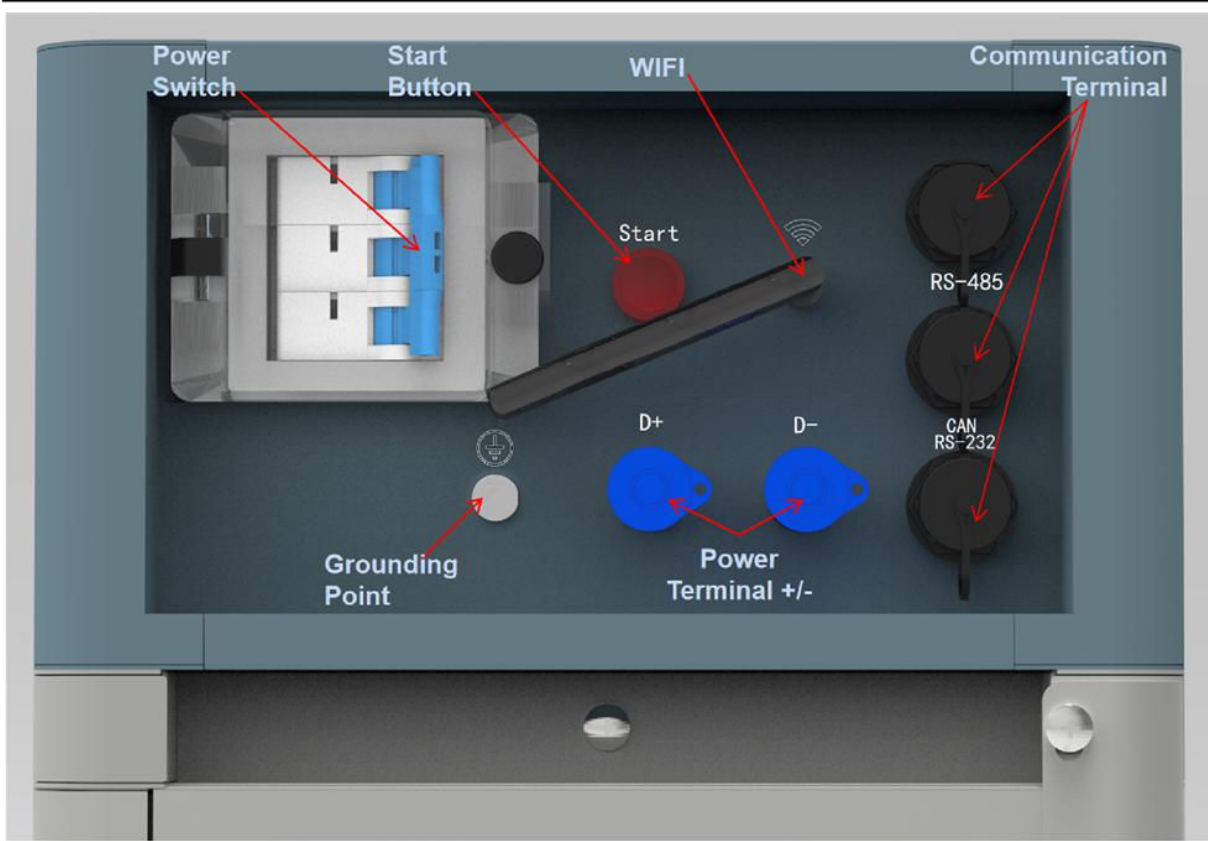 Power
Switch
Start
Button
WIFI
Communication
Terminal
Start
RS-485
D+
D-
CAN
RS-232
Grounding
Point
Power
Terminal +/-